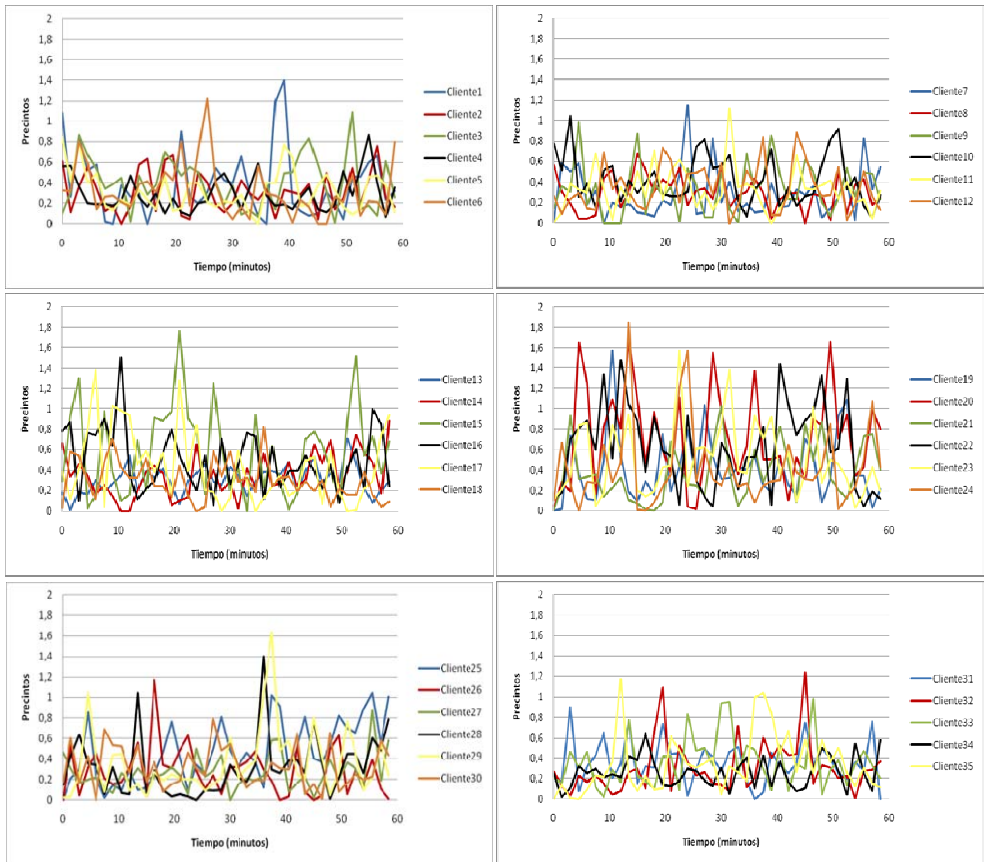 2
1,8
1,6
1,4
1,2
1
0,8
0,6
0,4
0,2
0
Precintos
0 10 20 30 40 50 60
Tiempo (minutos)
Cliente1
Cliente2
Cliente3
Cliente4
Cliente5
Cliente6
2
1,8
1,6
1,4
1,2
1
0,8
0,6
0,4
0,2
0
Precintos
0 10 20 30 40 50 60
Tiempo (minutos)
Cliente7
Cliente8
Cliente9
Cliente10
Cliente11
Cliente12
2
1,8
1,6
1,4
1,2
1
0,8
0,6
0,4
0,2
0
Precintos
0 10 20 30 40 50 60
Tiempo (minutos)
Cliente13
Cliente14
Cliente15
Cliente16
Cliente17
Cliente18
2
1,8
1,6
1,4
1,2
1
0,8
0,6
0,4
0,2
0
Precintos
0 10 20 30 40 50 60
Tiempo (minutos)
Cliente19
Cliente20
Cliente21
Cliente22
Cliente23
Cliente24
2
1,8
1,6
1,4
1,2
1
0,8
0,6
0,4
0,2
0
Precintos
0 10 20 30 40 50 60
Tiempo (minutos)
Cliente25
Cliente26
Cliente27
Cliente28
Cliente29
Cliente30
2
1,8
1,6
1,4
1,2
1
0,8
0,6
0,4
0,2
0
Precintos
0 10 20 30 40 50 60
Tiempo (minutos)
Cliente31
Cliente32
Cliente33
Cliente34
Cliente35